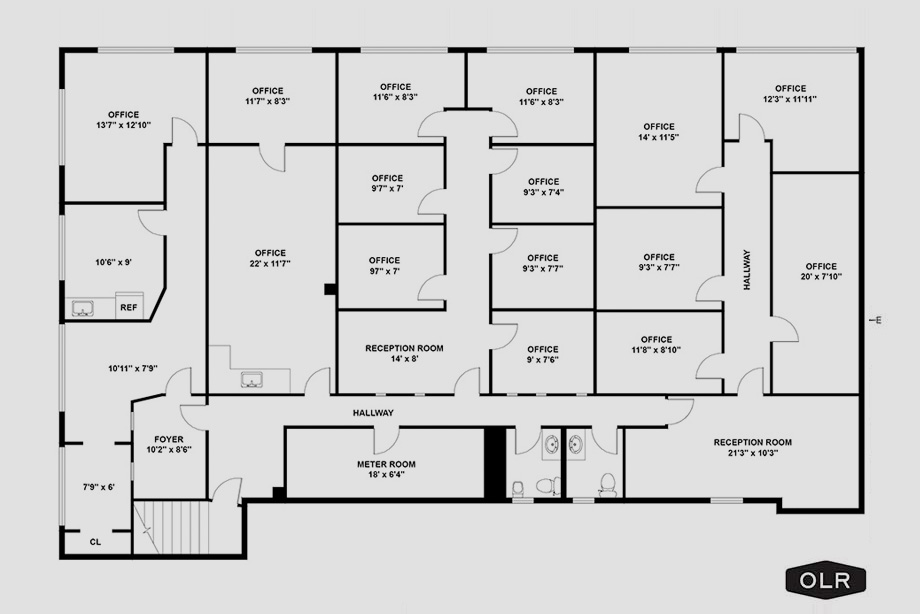 OFFICE
13'7" x 12'10"
OFFICE
11'7" x 8'3"
OFFICE
11'6" x 8'3"
OFFICE
11'6" x 8'3"
OFFICE
14' x 11'5"
OFFICE
12'3" x 11'11"
OFFICE
9'7" x 7'
OFFICE
9'3" x 7'4"
10'6" x 9'
REF
OFFICE
22' x 11'7"
OFFICE
97" x 7'
OFFICE
9'3" x 7'7"
OFFICE
9'3" x 7'7"
HALLWAY
OFFICE
20' x 7'10"
10'11" x 7'9"
RECEPTION ROOM
14' x 8'
OFFICE
9' x 7'6"
OFFICE
11'8" x 8'10"
HALLWAY
FOYER
10'2" x 8'6"
METER ROOM
18' x 6'4"
RECEPTION ROOM
21'3" x 10'3"
7'9" x 6'
CL
OLR